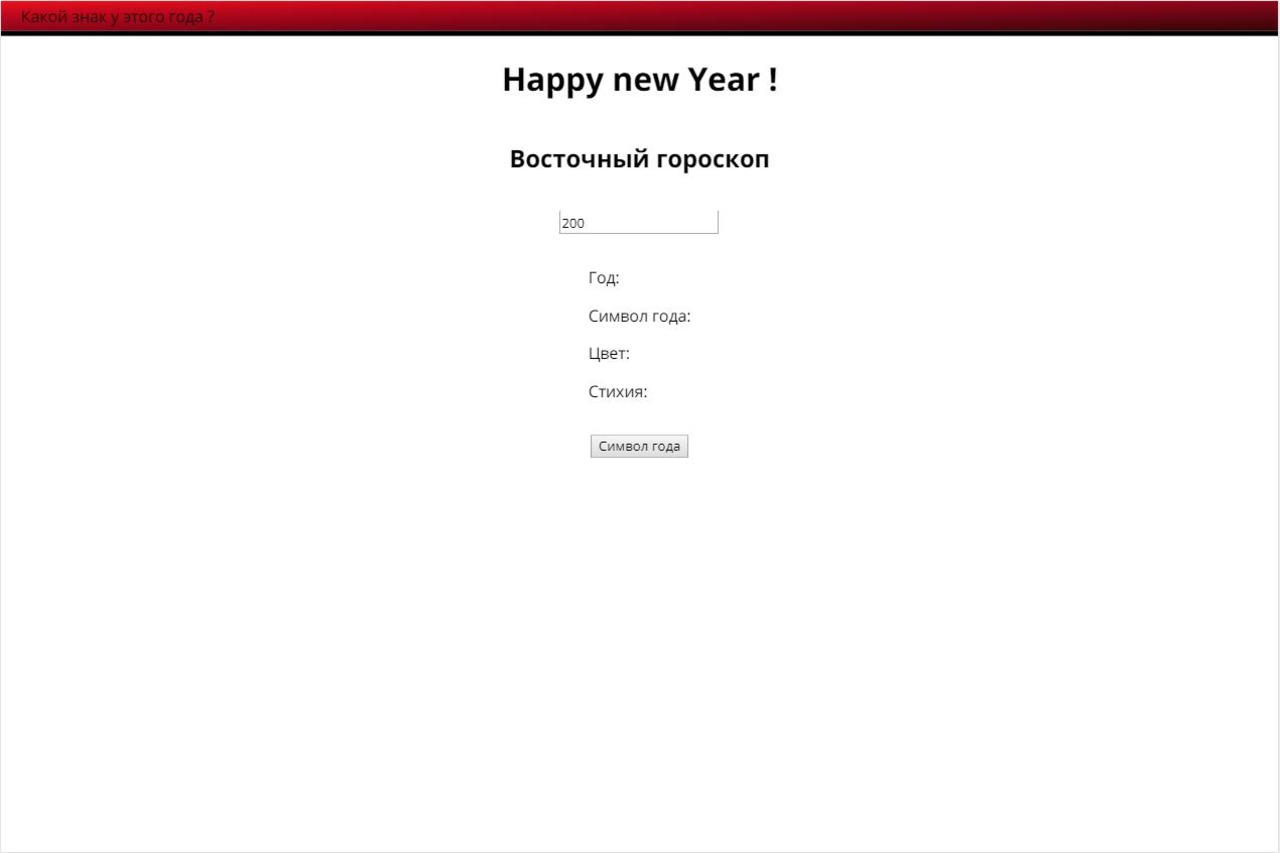 Какой знак у этого года ?
Happy new Year !
Восточный гороскоп
200
Год:
Символ года:
Цвет:
Стихия:
Символ года